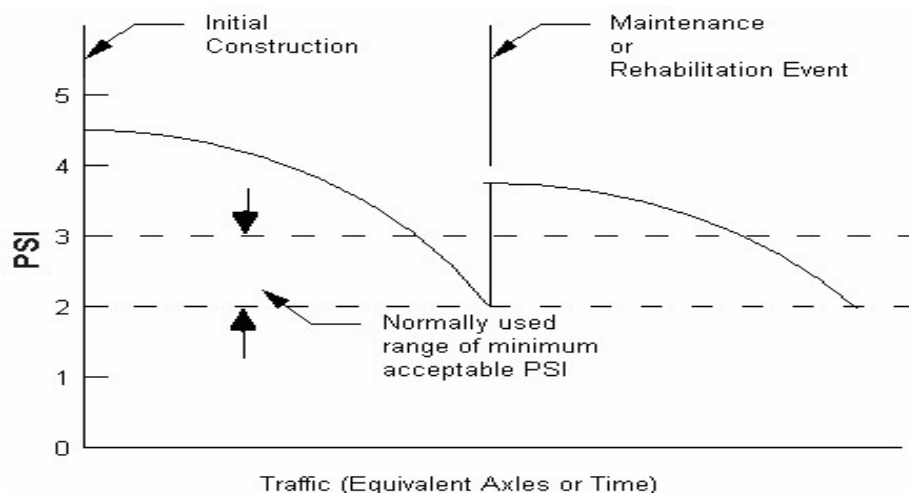 Initial
Construction
Maintenance
or
Rehabilitation Event
5
4
PSI
3
2
Normally used
range of minimum
acceptable PSI
1
0
Traffic (Equivalent Axles or Time)